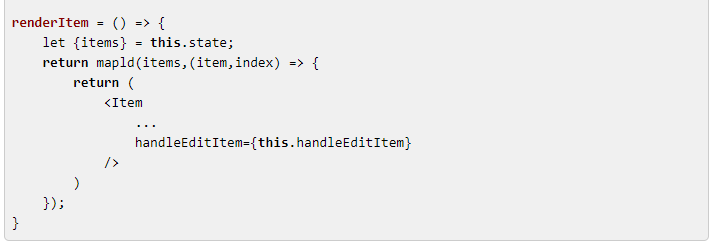 renderItem = () => {
    let {items} = this.state;
    return mapld(items,(item,index) => {
        return (
            <Item
                ...
                handleEditItem={this.handleEditItem}
            />
        )
    });
}